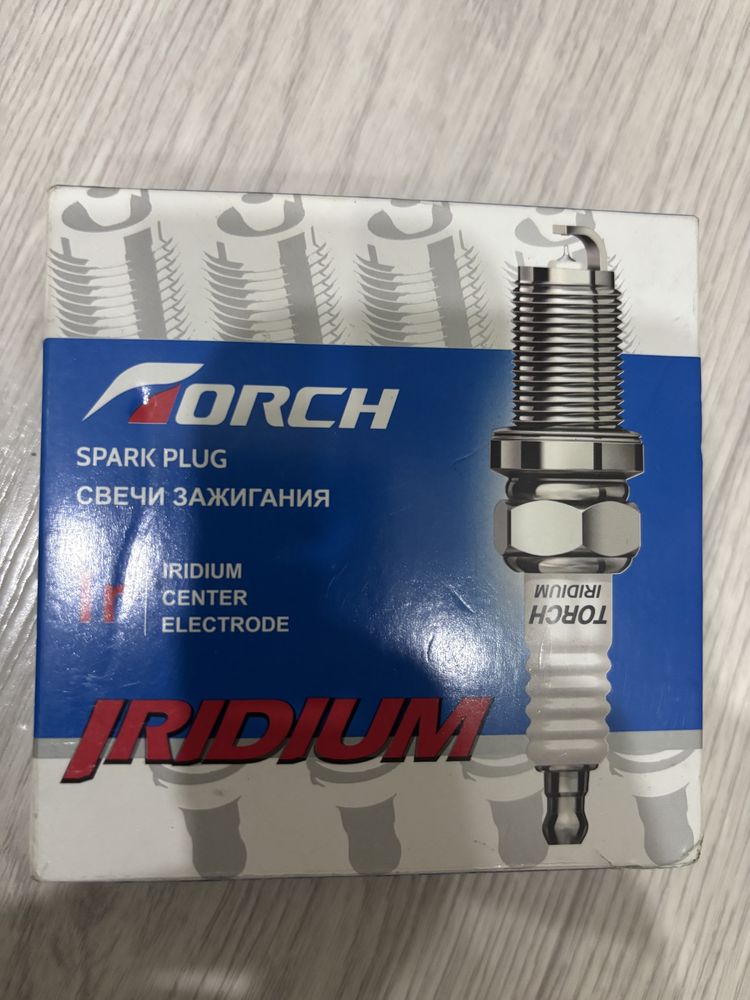 TORCH
SPARK PLUG
СВЕЧИ ЗАЖИГАНИЯ
Ir
IRIDIUM
CENTER
ELECTRODE
IRIDIUM
TORCH
IRIDIUM